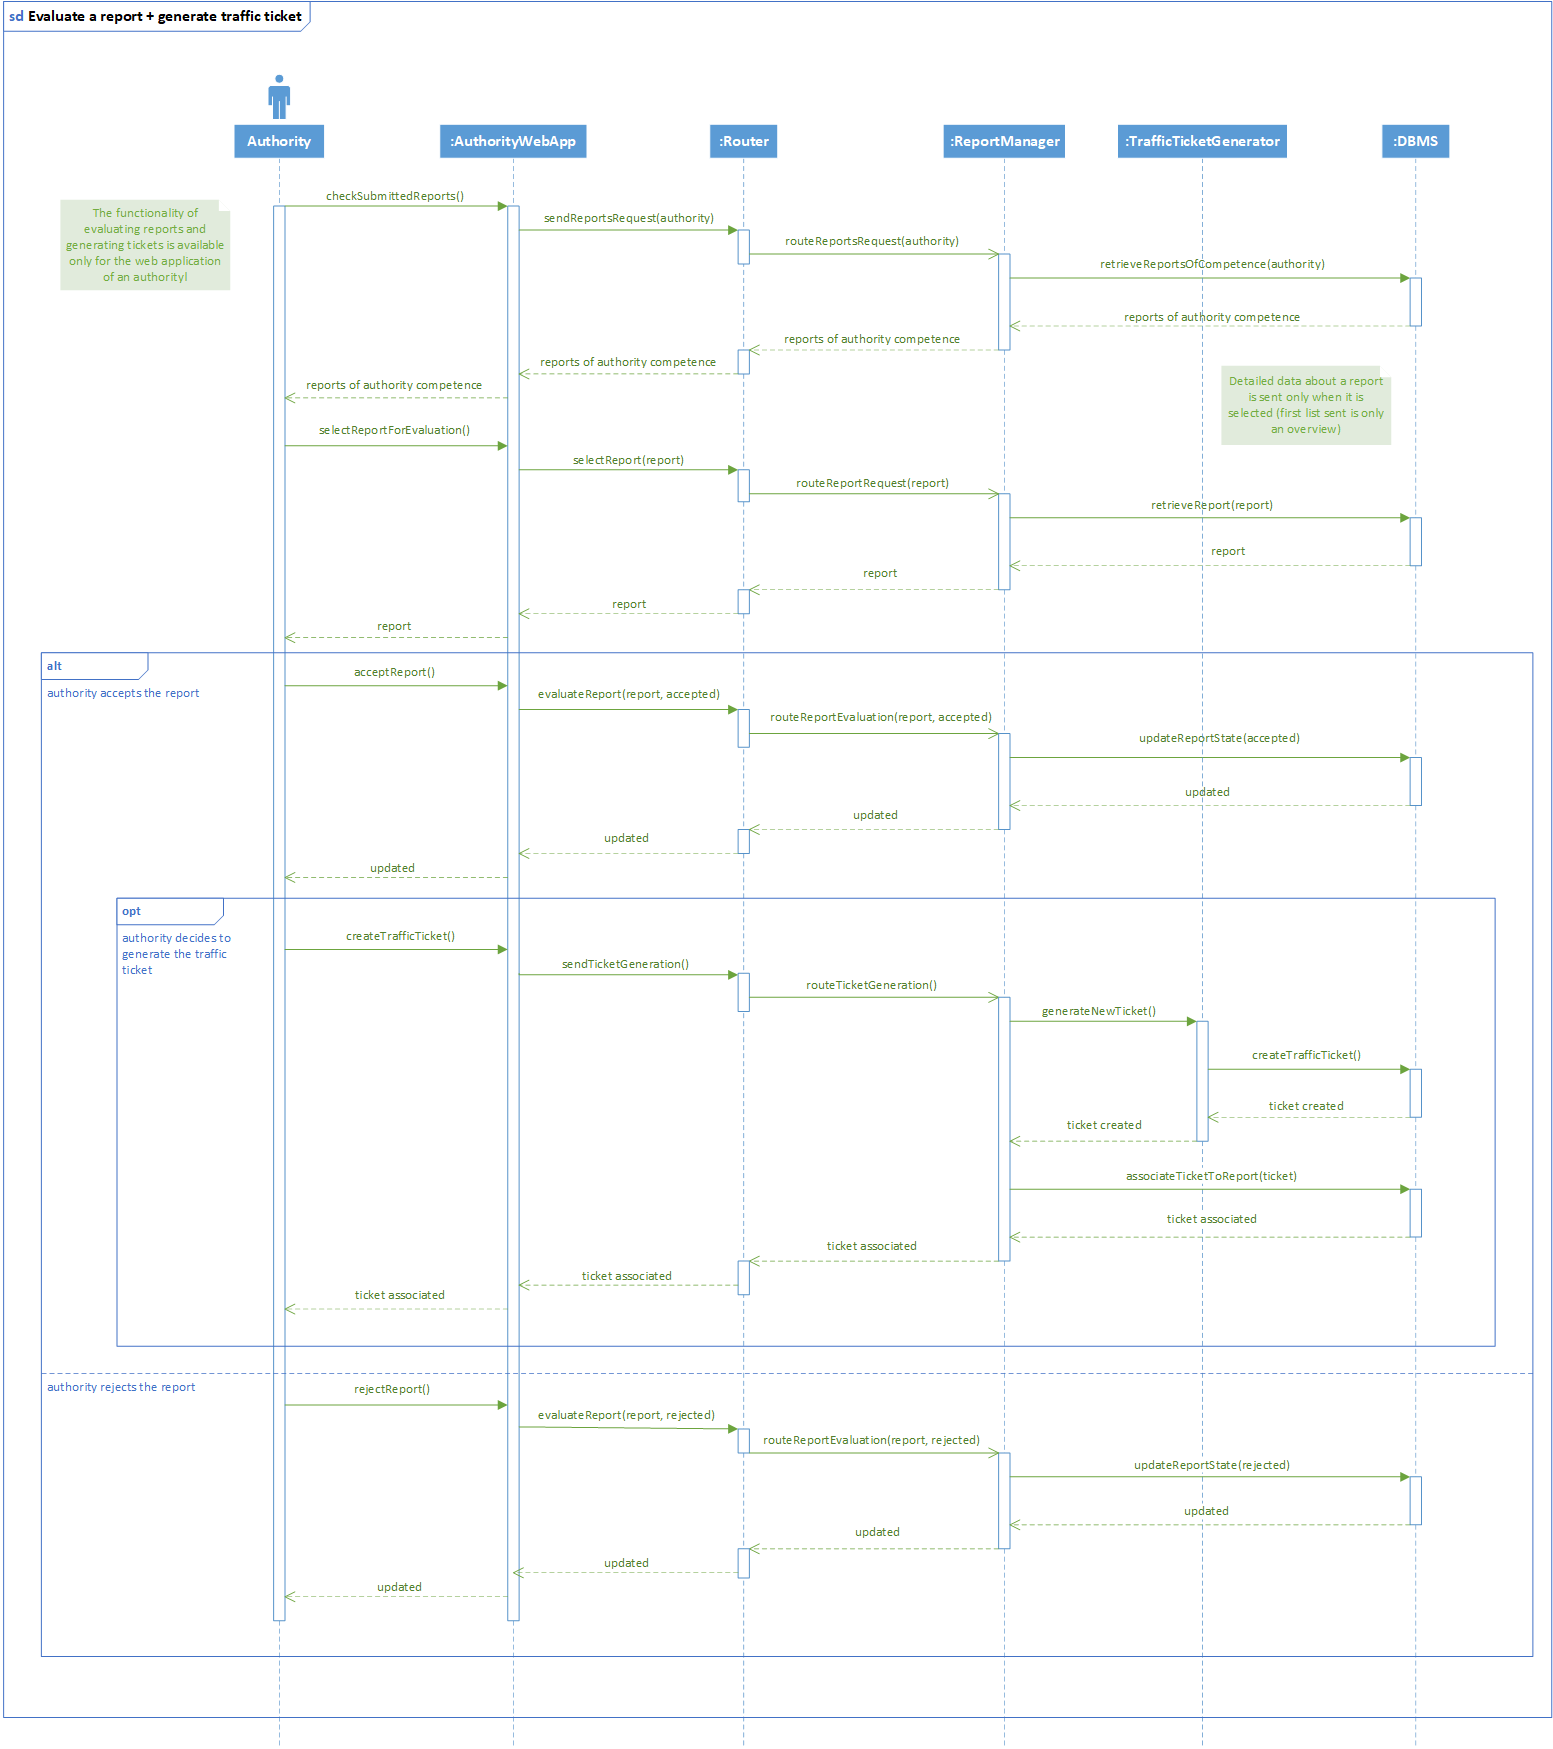 sd Evaluate a report + generate traffic ticket
Authority
:AuthorityWebApp
:Router
:ReportManager
:TrafficTicketGenerator
:DBMS
The functionality of
evaluating reports and
generating tickets is available
only for the web application
of an authority!
checkSubmittedReports()
sendReportsRequest(authority)
routeReportsRequest(authority)
retrieveReportsOfCompetence(authority)
reports of authority competence
reports of authority competence
reports of authority competence
reports of authority competence
Detailed data about a report
is sent only when it is
selected (first list sent is only
an overview)
selectReportForEvaluation()
selectReport(report)
routeReportRequest(report)
retrieveReport(report)
report
report
report
report
alt
authority accepts the report
acceptReport()
evaluateReport(report, accepted)
routeReportEvaluation(report, accepted)
updateReportState(accepted)
updated
updated
updated
updated
opt
authority decides to
generate the traffic
ticket
createTrafficTicket()
sendTicketGeneration()
routeTicketGeneration()
generateNewTicket()
createTrafficTicket()
ticket created
ticket created
associateTicketToReport(ticket)
ticket associated
ticket associated
ticket associated
ticket associated
authority rejects the report
rejectReport()
evaluateReport(report, rejected)
routeReportEvaluation(report, rejected)
updateReportState(rejected)
updated
updated
updated
updated